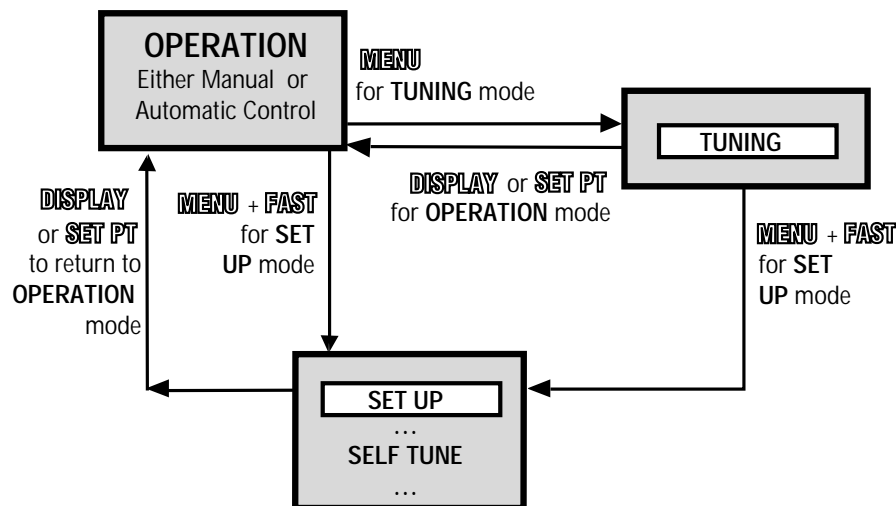 OPERATION
Either Manual or
Automatic Control
MENU
for TUNING mode
TUNING
DISPLAY or SET PT
for OPERATION mode
DISPLAY
or SET PT
to return to
OPERATION
mode
MENU + FAST
for SET
UP mode
MENU + FAST
for SET
UP mode
SET UP
...
SELF TUNE
...